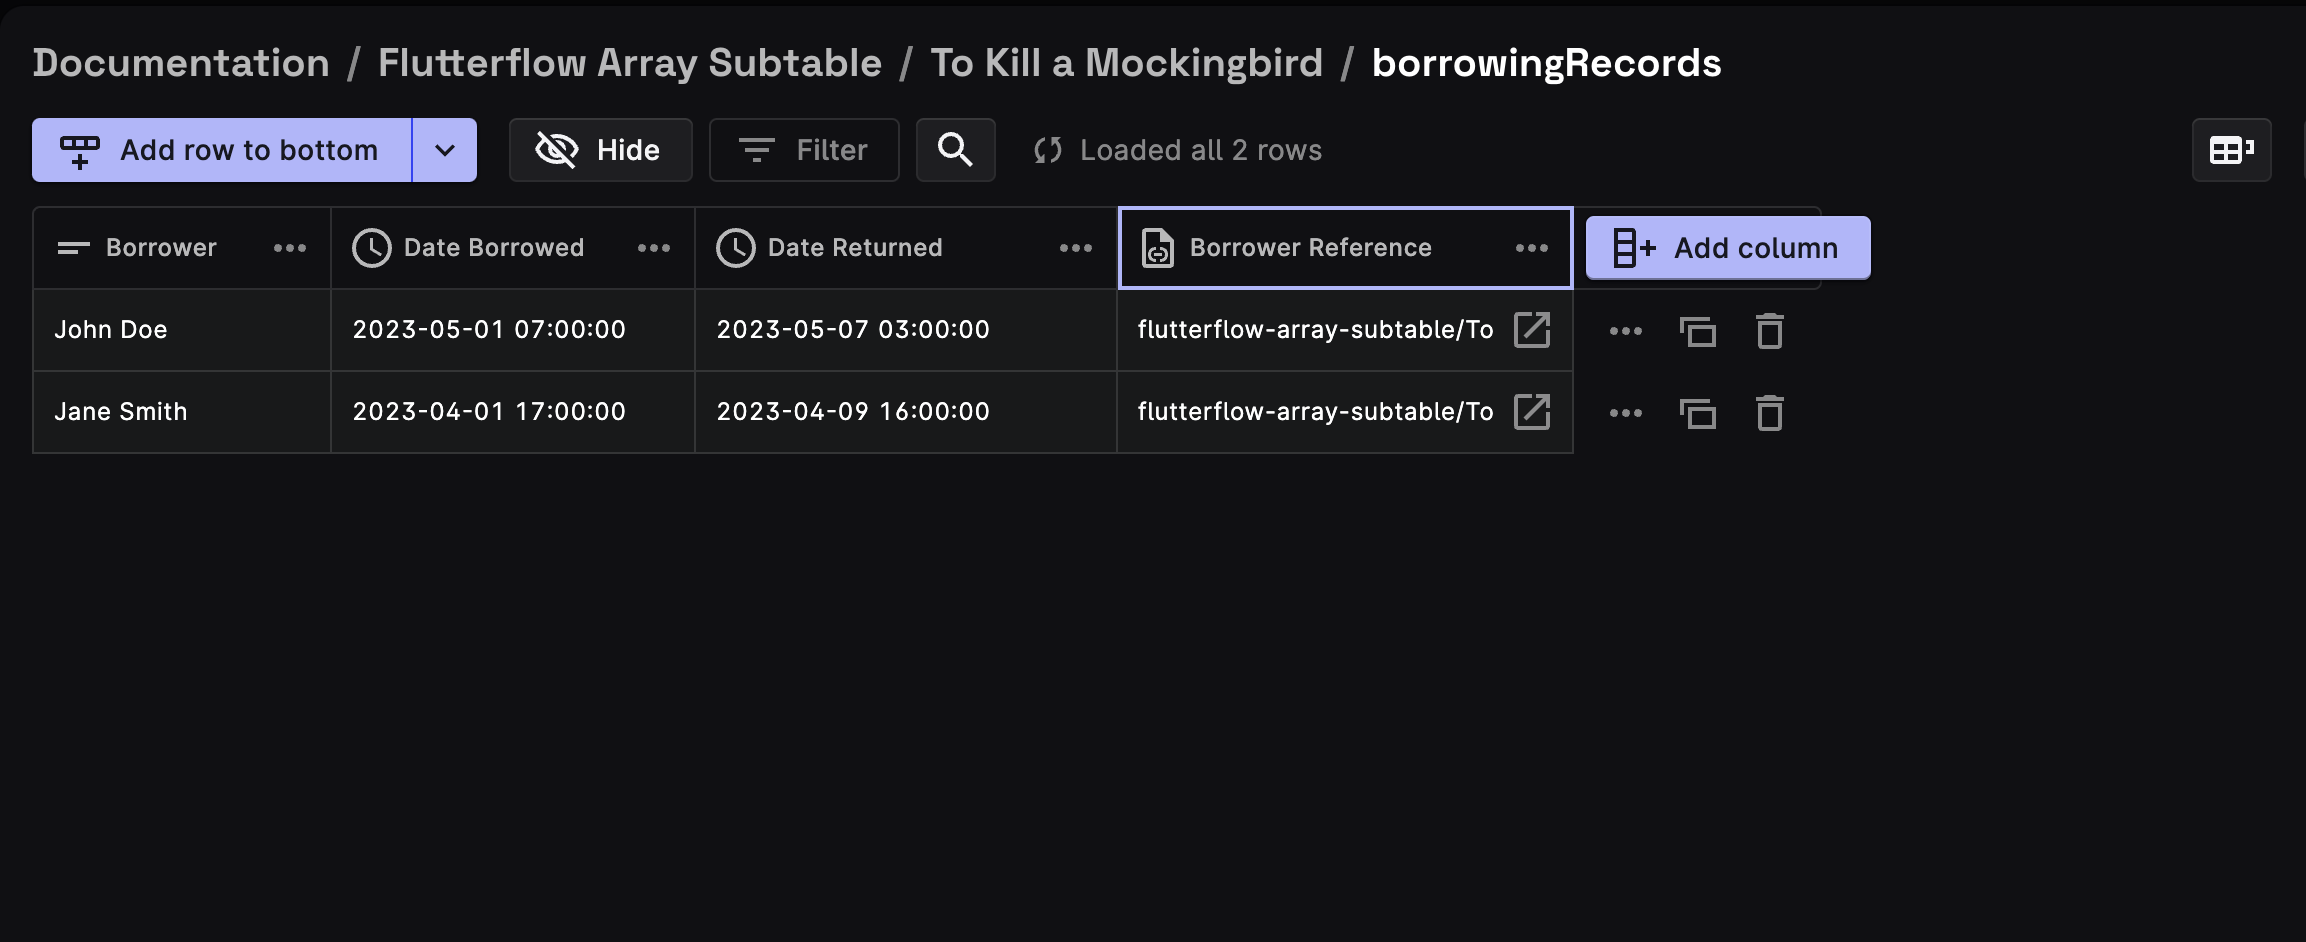 Documentation / Flutterflow Array Subtable / To Kill a Mockingbird / borrowingRecords
Add row to bottom Hide Filter Loaded all 2 rows
Borrower Date Borrowed Date Returned Borrower Reference Add column
John Doe 2023-05-01 07:00:00 2023-05-07 03:00:00 flutterflow-array-subtable/To
Jane Smith 2023-04-01 17:00:00 2023-04-09 16:00:00 flutterflow-array-subtable/To